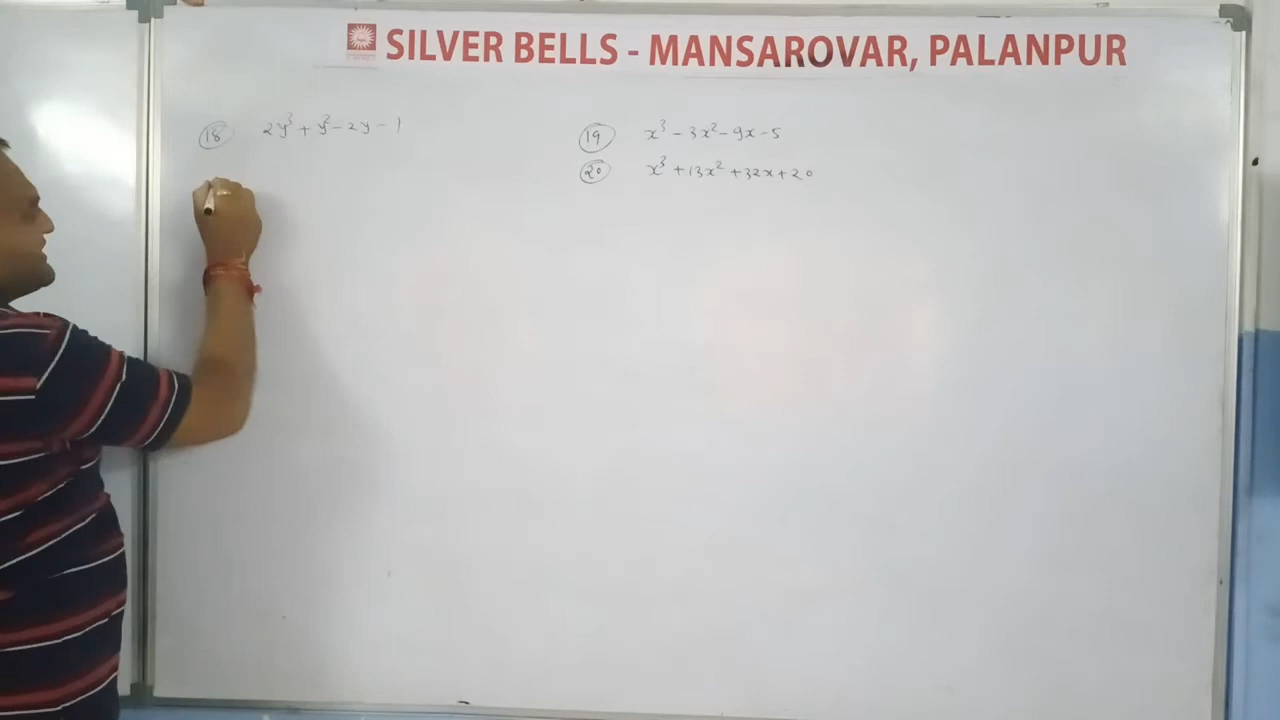 SILVER BELLS - MANSAROVAR, PALANPUR
18 2y³ + y² - 2y - 1
19 x³ - 3x² - 9x - 5
20 x³ + 13x² + 32x + 20